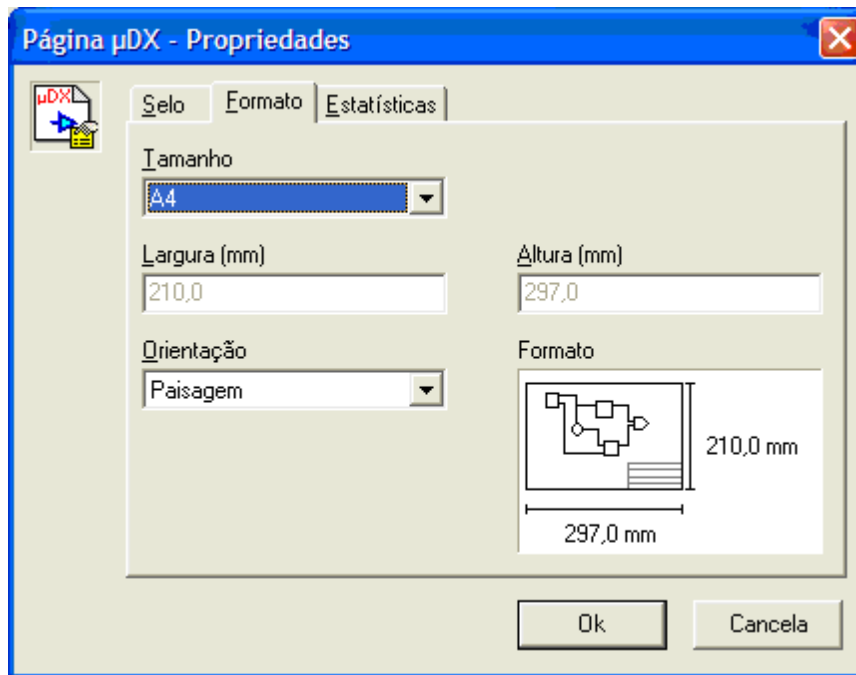 Página µDX - Propriedades
µDX
Selo Formato Estatísticas
Tamanho
A4
Largura (mm) Altura (mm)
210,0 297,0
Orientação Formato
Paisagem
210,0 mm
297,0 mm
Ok Cancela